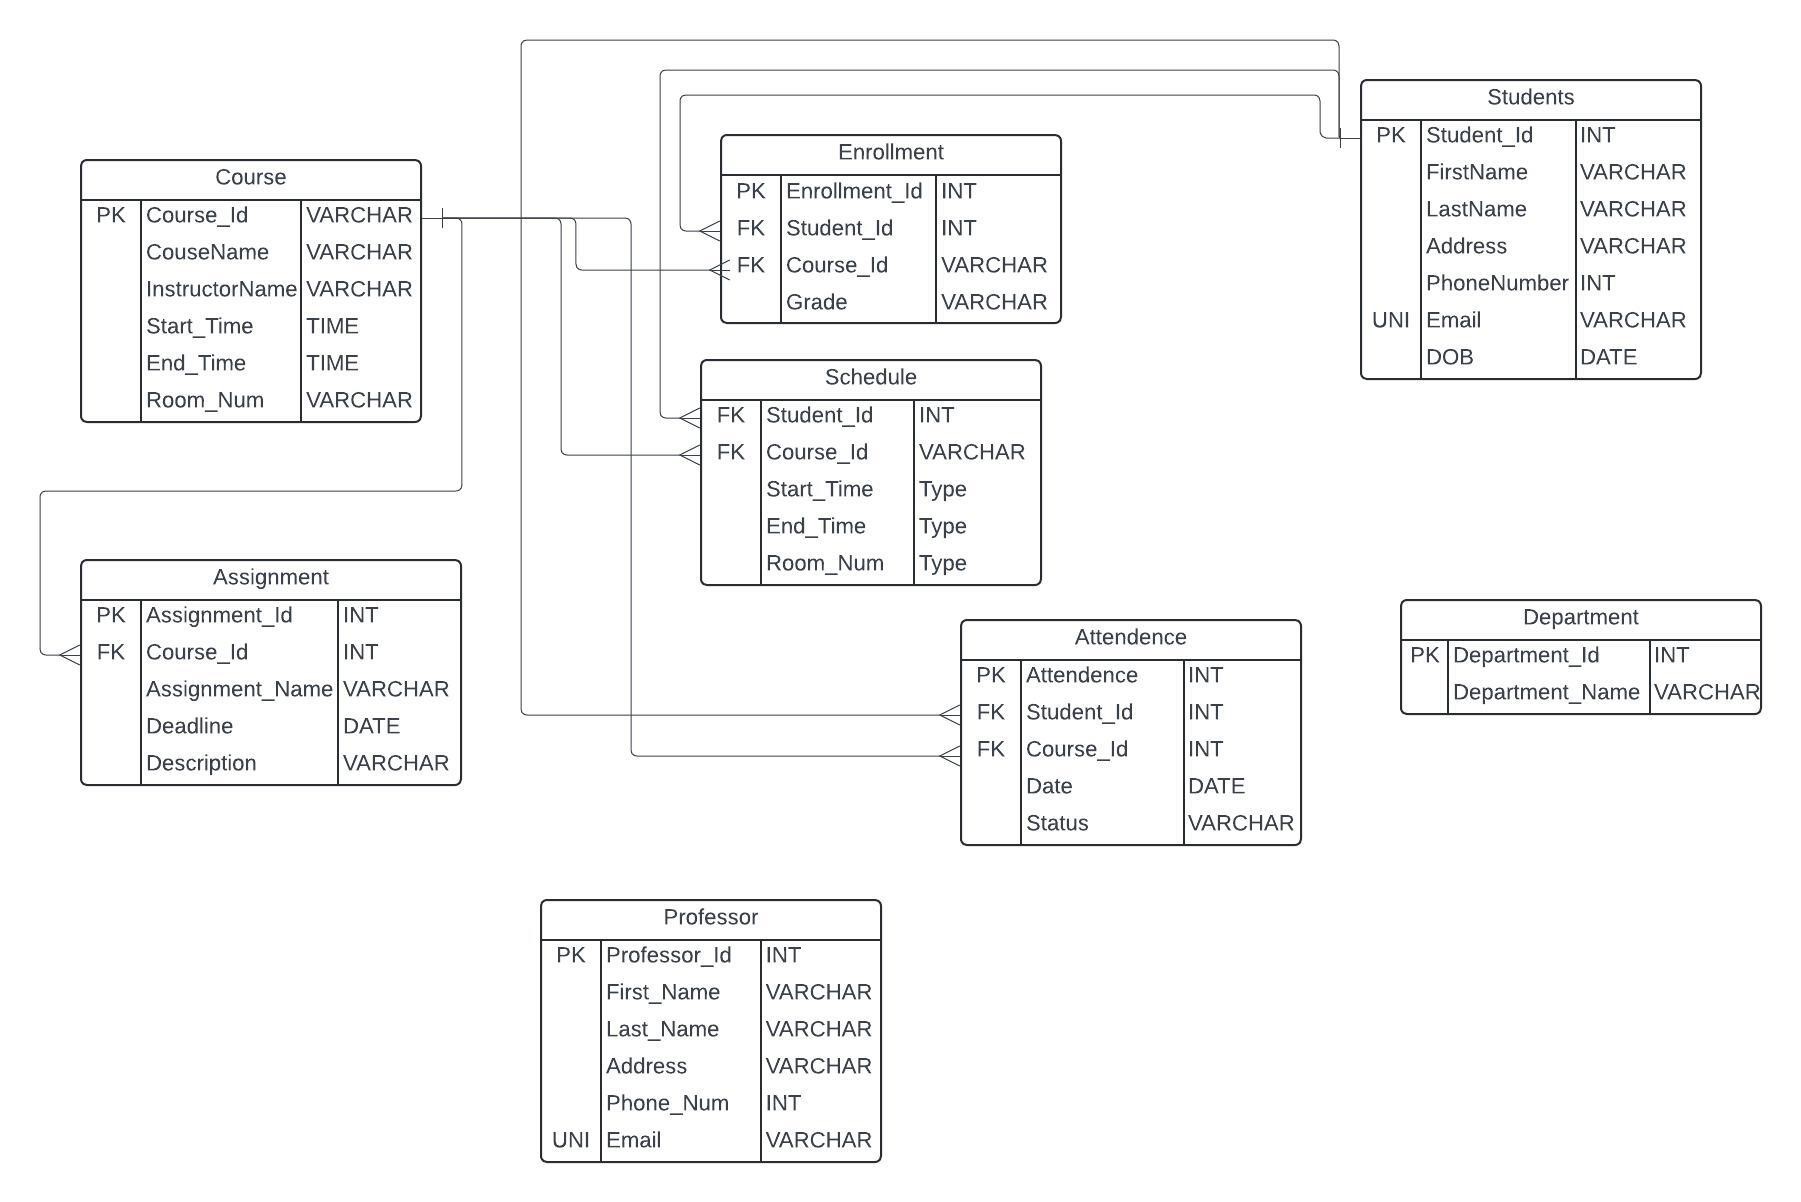 Students
PK Student_Id INT
FirstName VARCHAR
LastName VARCHAR
Address VARCHAR
PhoneNumber INT
UNI Email VARCHAR
DOB DATE
Enrollment
PK Enrollment_Id INT
FK Student_Id INT
FK Course_Id VARCHAR
Grade VARCHAR
Course
PK Course_Id VARCHAR
CouseName VARCHAR
InstructorName VARCHAR
Start_Time TIME
End_Time TIME
Room_Num VARCHAR
Schedule
FK Student_Id INT
FK Course_Id VARCHAR
Start_Time Type
End_Time Type
Room_Num Type
Assignment
PK Assignment_Id INT
FK Course_Id INT
Assignment_Name VARCHAR
Deadline DATE
Description VARCHAR
Attendence
PK Attendence INT
FK Student_Id INT
FK Course_Id INT
Date DATE
Status VARCHAR
Department
PK Department_Id INT
Department_Name VARCHAR
Professor
PK Professor_Id INT
First_Name VARCHAR
Last_Name VARCHAR
Address VARCHAR
Phone_Num INT
UNI Email VARCHAR